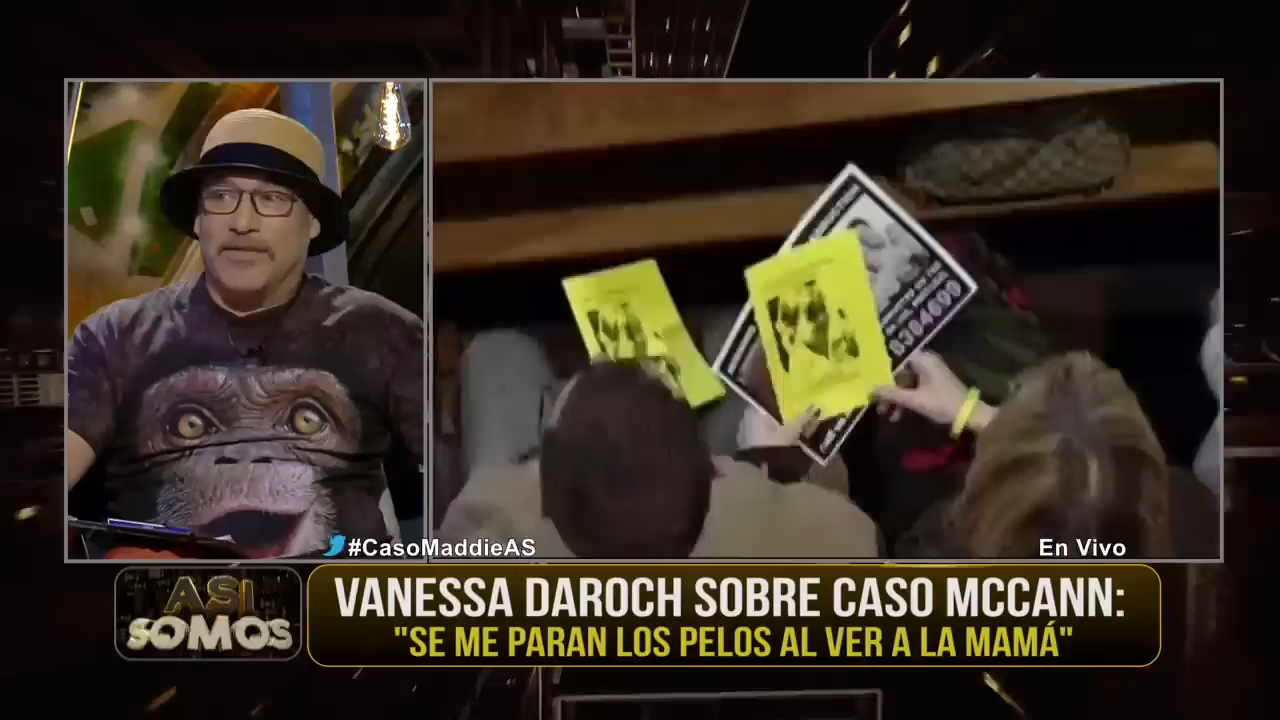 0304000
#CasoMaddieAS
En Vivo
ASI
SOMOS
VANESSA DAROCH SOBRE CASO MCCANN:
"SE ME PARAN LOS PELOS AL VER A LA MAMÁ"